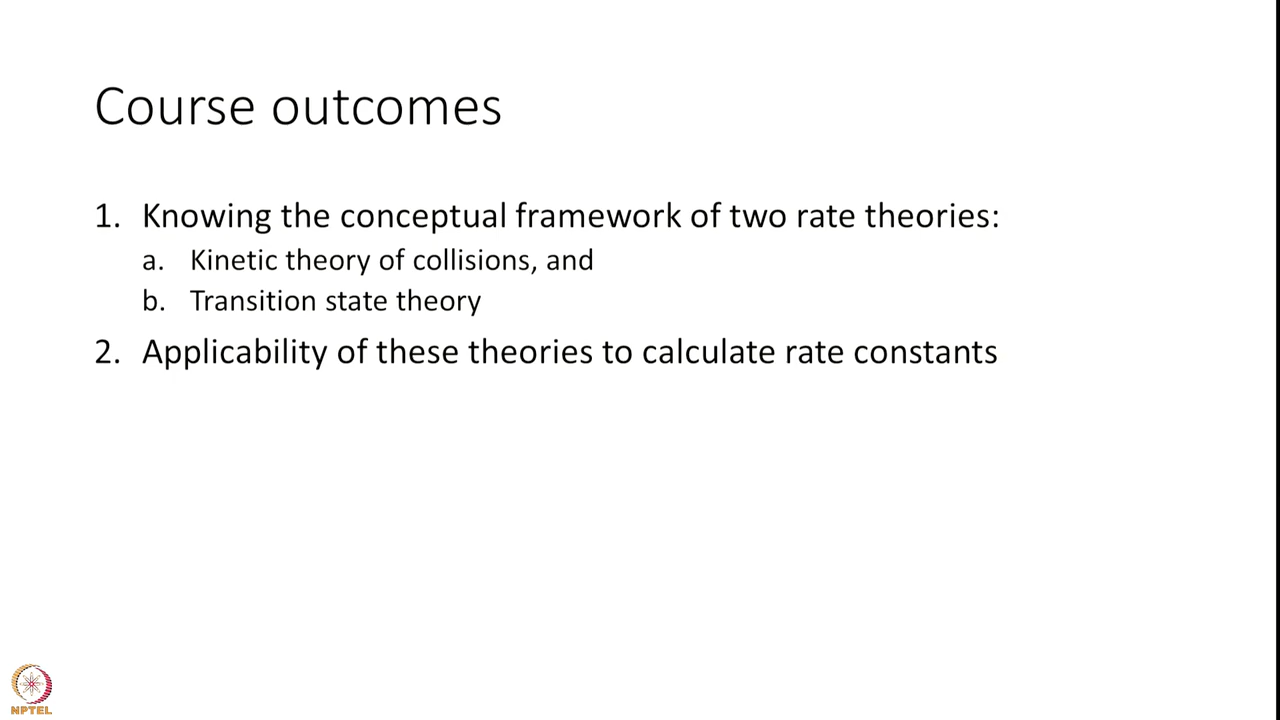 Course outcomes
1. Knowing the conceptual framework of two rate theories:
a. Kinetic theory of collisions, and
b. Transition state theory
2. Applicability of these theories to calculate rate constants
NPTEL